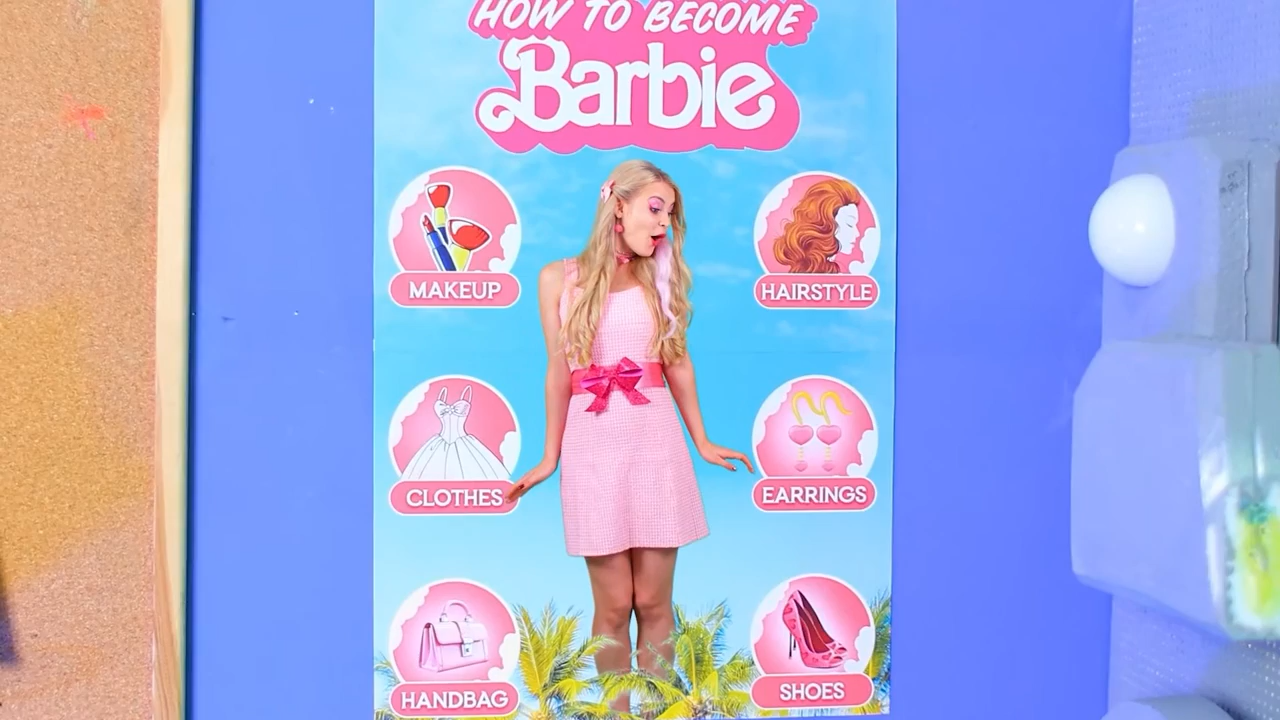 HOW TO BECOME
Barbie
MAKEUP
HAIRSTYLE
CLOTHES
EARRINGS
HANDBAG
SHOES